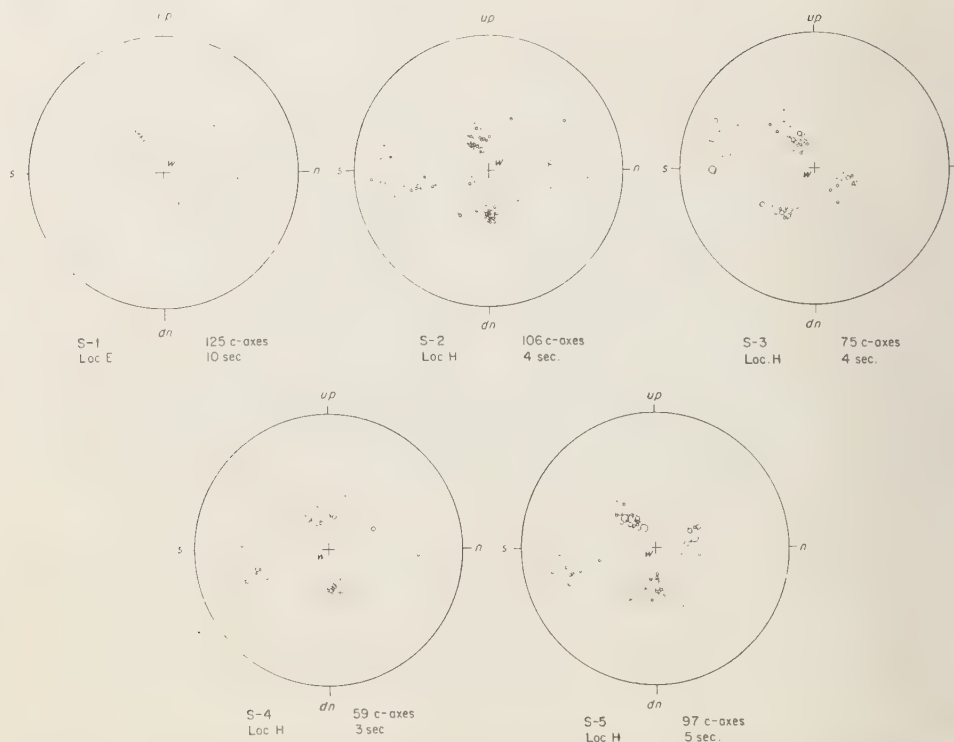 up
w
s
n
dn
S-1 125 c-axes
Loc E 10 sec
up
w
s
n
dn
S-2 106 c-axes
Loc H 4 sec.
up
s
w
dn
S-3 75 c-axes
Loc. H 4 sec.
up
s
n
n
dn
S-4 59 c-axes
Loc H 3 sec
up
s
w
n
dn
S-5 97 c-axes
Loc H 5 sec.